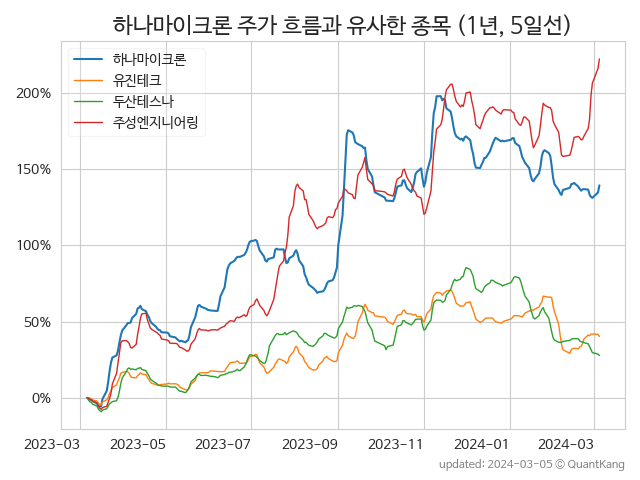 하나마이크론 주가 흐름과 유사한 종목 (1년, 5일선)
하나마이크론
유진테크
두산테스나
주성엔지니어링
200%
150%
100%
50%
0%
2023-03 2023-05 2023-07 2023-09 2023-11 2024-01 2024-03
updated: 2024-03-05 © QuantKang